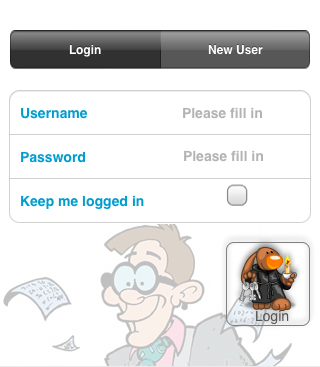 Login New User
Username Please fill in
Password Please fill in
Keep me logged in
Login